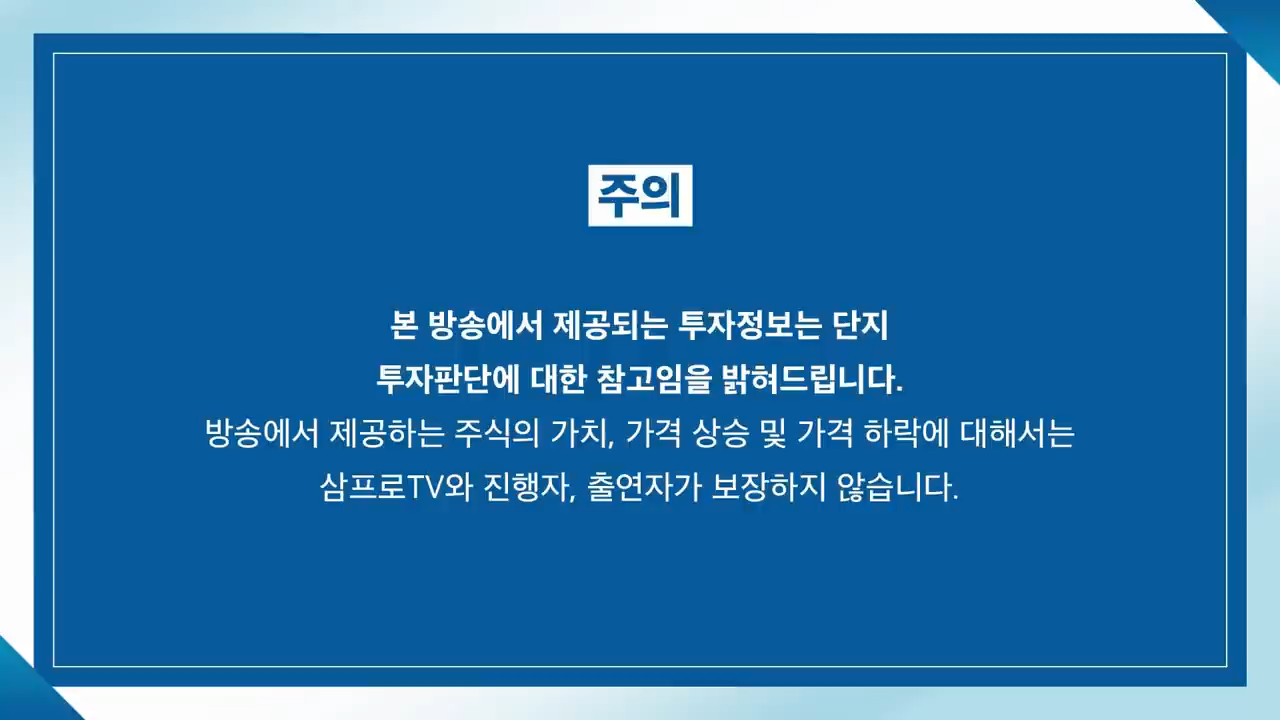 주의
본 방송에서 제공되는 투자정보는 단지
투자판단에 대한 참고임을 밝혀드립니다.
방송에서 제공하는 주식의 가치, 가격 상승 및 가격 하락에 대해서는
삼프로TV와 진행자, 출연자가 보장하지 않습니다.